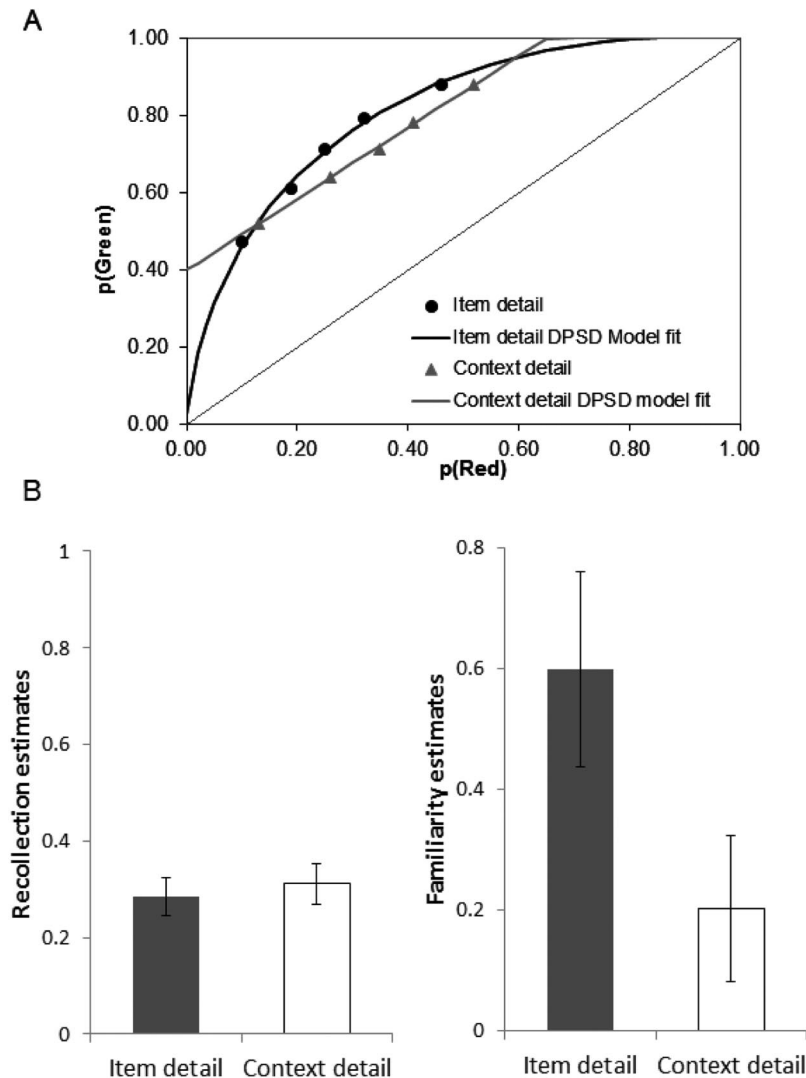 A
1.00
0.80
0.60
0.40
0.20
0.00
p(Green)
Item detail
Item detail DPSD Model fit
Context detail
Context detail DPSD model fit
0.00 0.20 0.40 0.60 0.80 1.00
p(Red)
B
1
0.8
0.6
0.4
0.2
0
Recollection estimates
Item detail Context detail
0.8
0.6
0.4
0.2
0
Familiarity estimates
Item detail Context detail